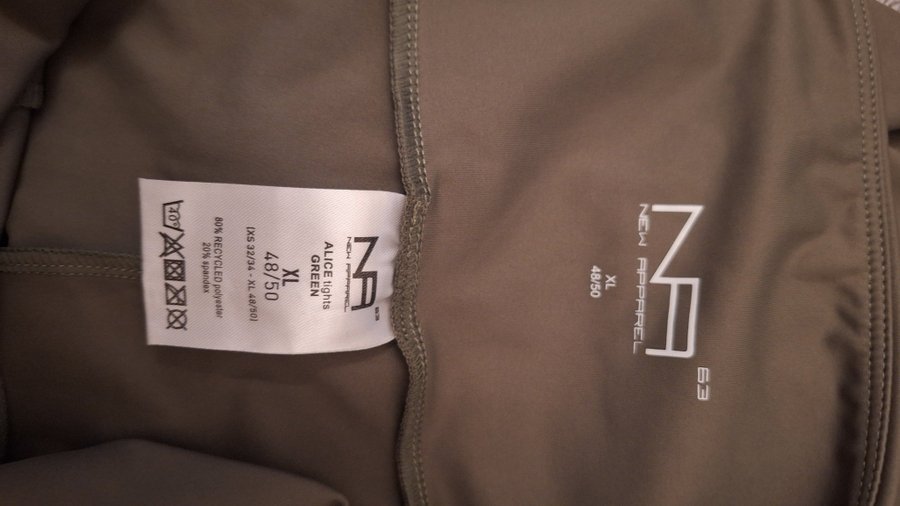 NA 63
NEW APPAREL
ALICE tights
GREEN
XL
48/50
(XS 32/34 - XL 48/50)
80% RECYCLED polyester
20% spandex
40°
NA 63
NEW APPAREL
XL
48/50